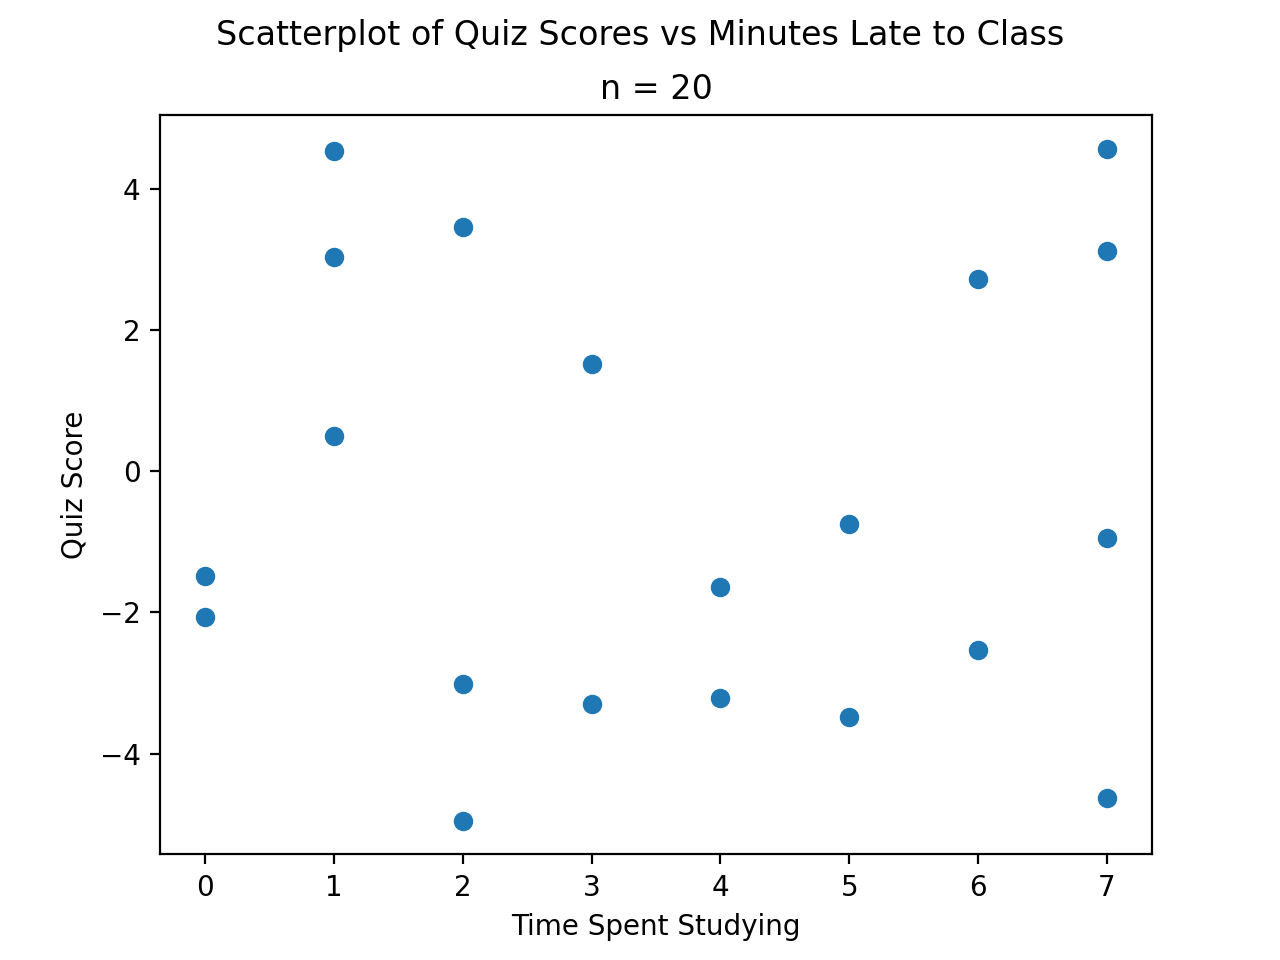 Scatterplot of Quiz Scores vs Minutes Late to Class
n = 20
4
2
0
−2
−4
Quiz Score
0 1 2 3 4 5 6 7
Time Spent Studying